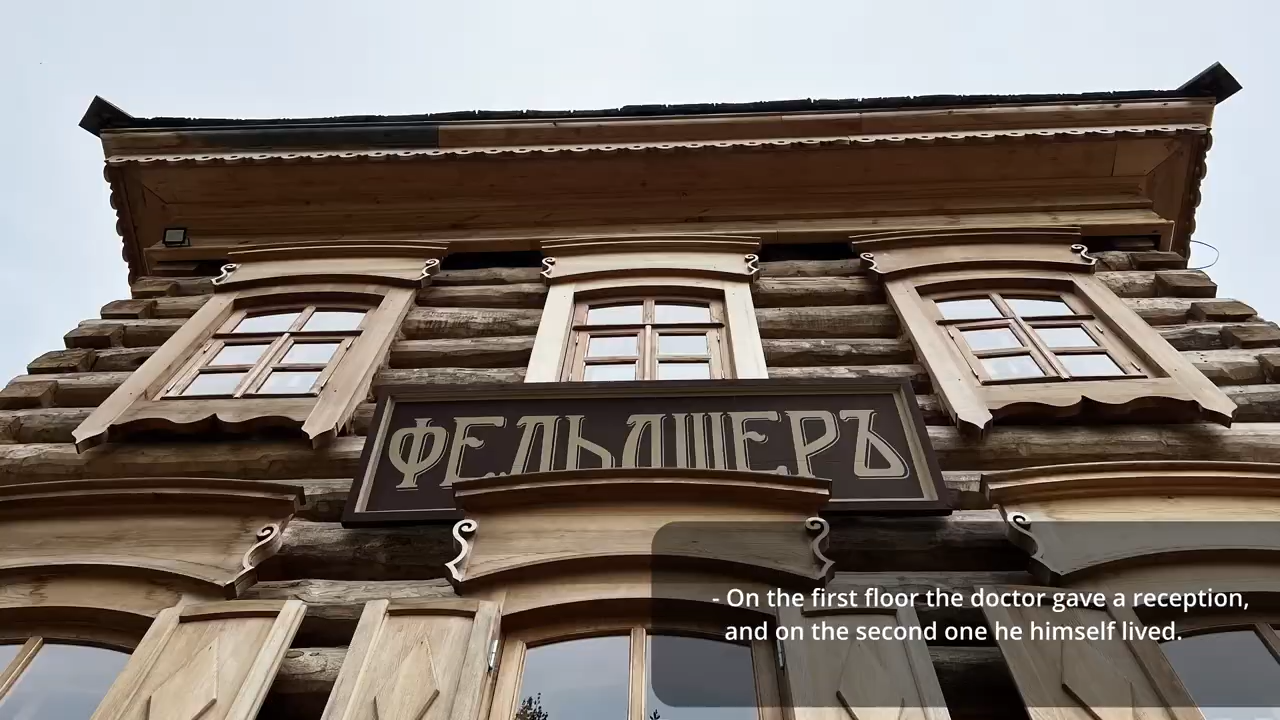 ФЕЛЬДШЕРЪ
- On the first floor the doctor gave a reception,
and on the second one he himself lived.